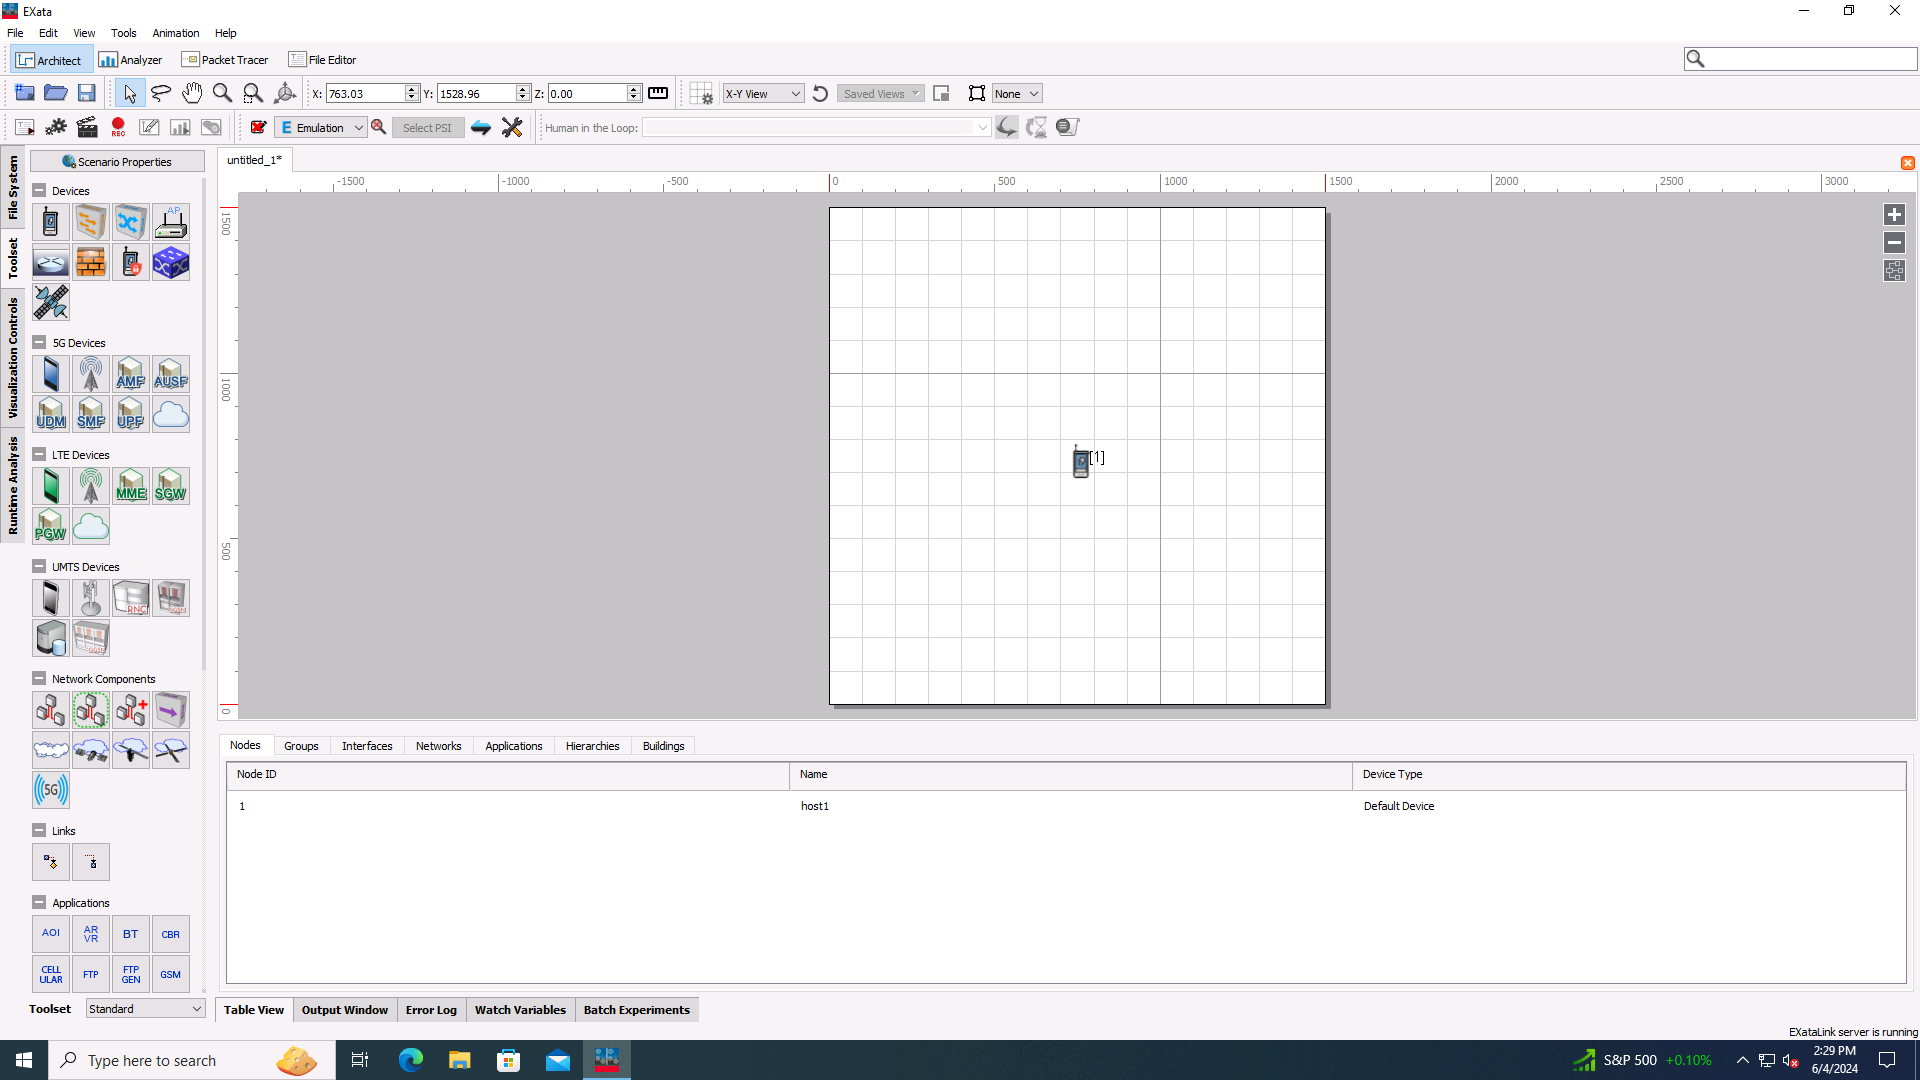 EXata
File Edit View Tools Animation Help
Architect Analyzer Packet Tracer File Editor
X: 763.03 Y: 1528.96 Z: 0.00 X-Y View Saved Views None
REC E Emulation Select PSI Human in the Loop:
File System
Toolset
Visualization Controls
Runtime Analysis
Scenario Properties
Devices
AP
5G Devices
AMF AUSF
UDM SMF UPF
LTE Devices
MME SGW
PGW
UMTS Devices
RNC SGSN
GGSN
Network Components
5G
Links
Applications
AOI AR VR BT CBR
CELL ULAR FTP FTP GEN GSM
Toolset Standard
untitled_1*
-1500 -1000 -500 0 500 1000 1500 2000 2500 3000
1500
1000
500
0
[1]
Nodes Groups Interfaces Networks Applications Hierarchies Buildings
Node ID Name Device Type
1 host1 Default Device
Table View Output Window Error Log Watch Variables Batch Experiments
EXataLink server is running
Type here to search
S&P 500 +0.10%
2:29 PM
6/4/2024